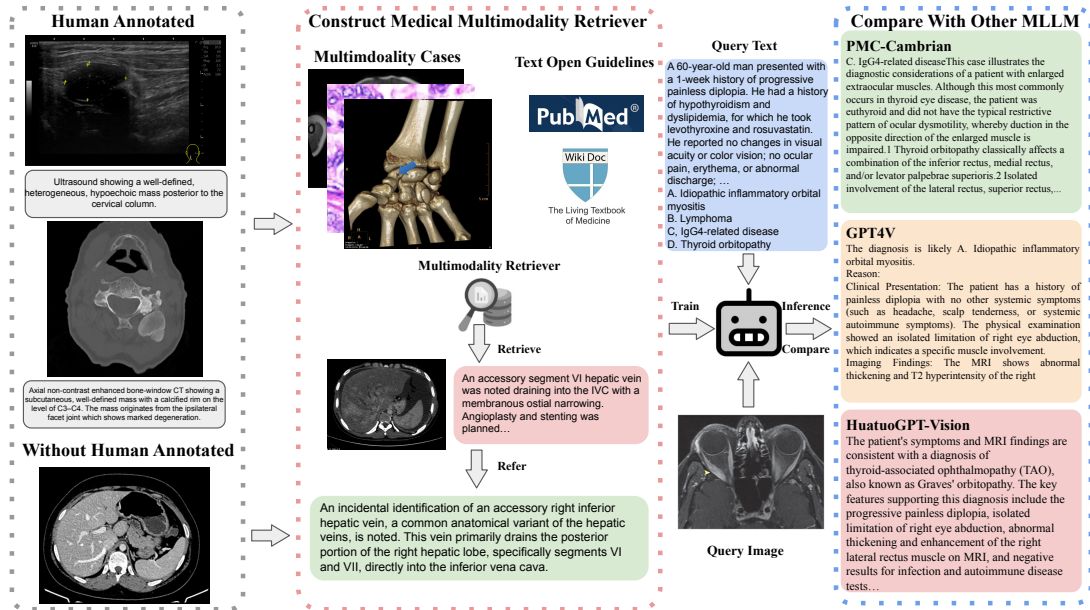 Human Annotated
Ultrasound showing a well-defined,
heterogeneous, hypoechoic mass posterior to the
cervical column.
Axial non-contrast enhanced bone-window CT showing a
subcutaneous, well-defined mass with a calcified rim on the
level of C3–C4. The mass originates from the ipsilateral
facet joint which shows marked degeneration.
Without Human Annotated
Construct Medical Multimodality Retriever
Multimdoality Cases
Text Open Guidelines
PubMed®
Wiki Doc
The Living Textbook
of Medicine
Multimodality Retriever
Retrieve
An accessory segment VI hepatic vein
was noted draining into the IVC with a
membranous ostial narrowing.
Angioplasty and stenting was
planned…
Refer
An incidental identification of an accessory right inferior
hepatic vein, a common anatomical variant of the hepatic
veins, is noted. This vein primarily drains the posterior
portion of the right hepatic lobe, specifically segments VI
and VII, directly into the inferior vena cava.
Query Text
A 60-year-old man presented with
a 1-week history of progressive
painless diplopia. He had a history
of hypothyroidism and
dyslipidemia, for which he took
levothyroxine and rosuvastatin.
He reported no changes in visual
acuity or color vision; no ocular
pain, erythema, or abnormal
discharge; …
A. Idiopathic inflammatory orbital
myositis
B. Lymphoma
C, IgG4-related disease
D. Thyroid orbitopathy
Train
Inference
Compare
Query Image
Compare With Other MLLM
PMC-Cambrian
C. IgG4-related diseaseThis case illustrates the
diagnostic considerations of a patient with enlarged
extraocular muscles. Although this most commonly
occurs in thyroid eye disease, the patient was
euthyroid and did not have the typical restrictive
pattern of ocular dysmotility, whereby duction in the
opposite direction of the enlarged muscle is
impaired.1 Thyroid orbitopathy classically affects a
combination of the inferior rectus, medial rectus,
and/or levator palpebrae superioris.2 Isolated
involvement of the lateral rectus, superior rectus,...
GPT4V
The diagnosis is likely A. Idiopathic inflammatory
orbital myositis.
Reason:
Clinical Presentation: The patient has a history of
painless diplopia with no other systemic symptoms
(such as headache, scalp tenderness, or systemic
autoimmune symptoms). The physical examination
showed an isolated limitation of right eye abduction,
which indicates a specific muscle involvement.
Imaging Findings: The MRI shows abnormal
thickening and T2 hyperintensity of the right
HuatuoGPT-Vision
The patient's symptoms and MRI findings are
consistent with a diagnosis of
thyroid-associated ophthalmopathy (TAO),
also known as Graves' orbitopathy. The key
features supporting this diagnosis include the
progressive painless diplopia, isolated
limitation of right eye abduction, abnormal
thickening and enhancement of the right
lateral rectus muscle on MRI, and negative
results for infection and autoimmune disease
tests…